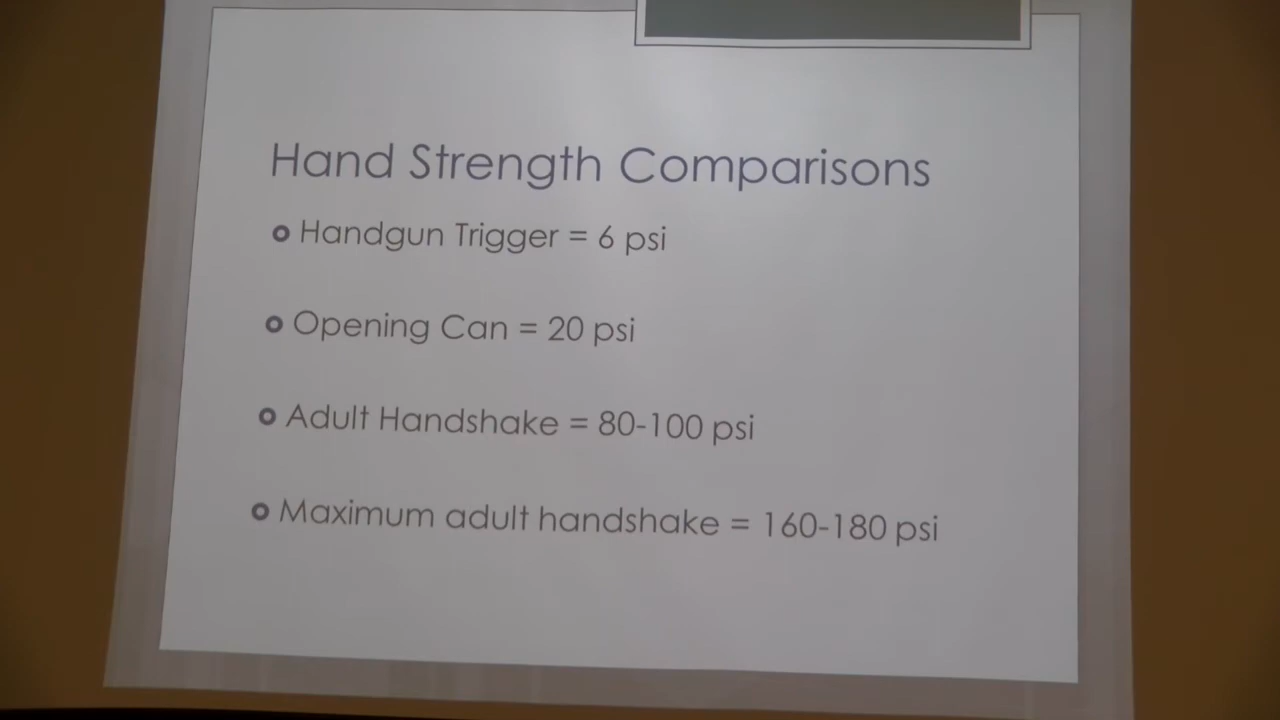 Hand Strength Comparisons
Handgun Trigger = 6 psi
Opening Can = 20 psi
Adult Handshake = 80-100 psi
Maximum adult handshake = 160-180 psi